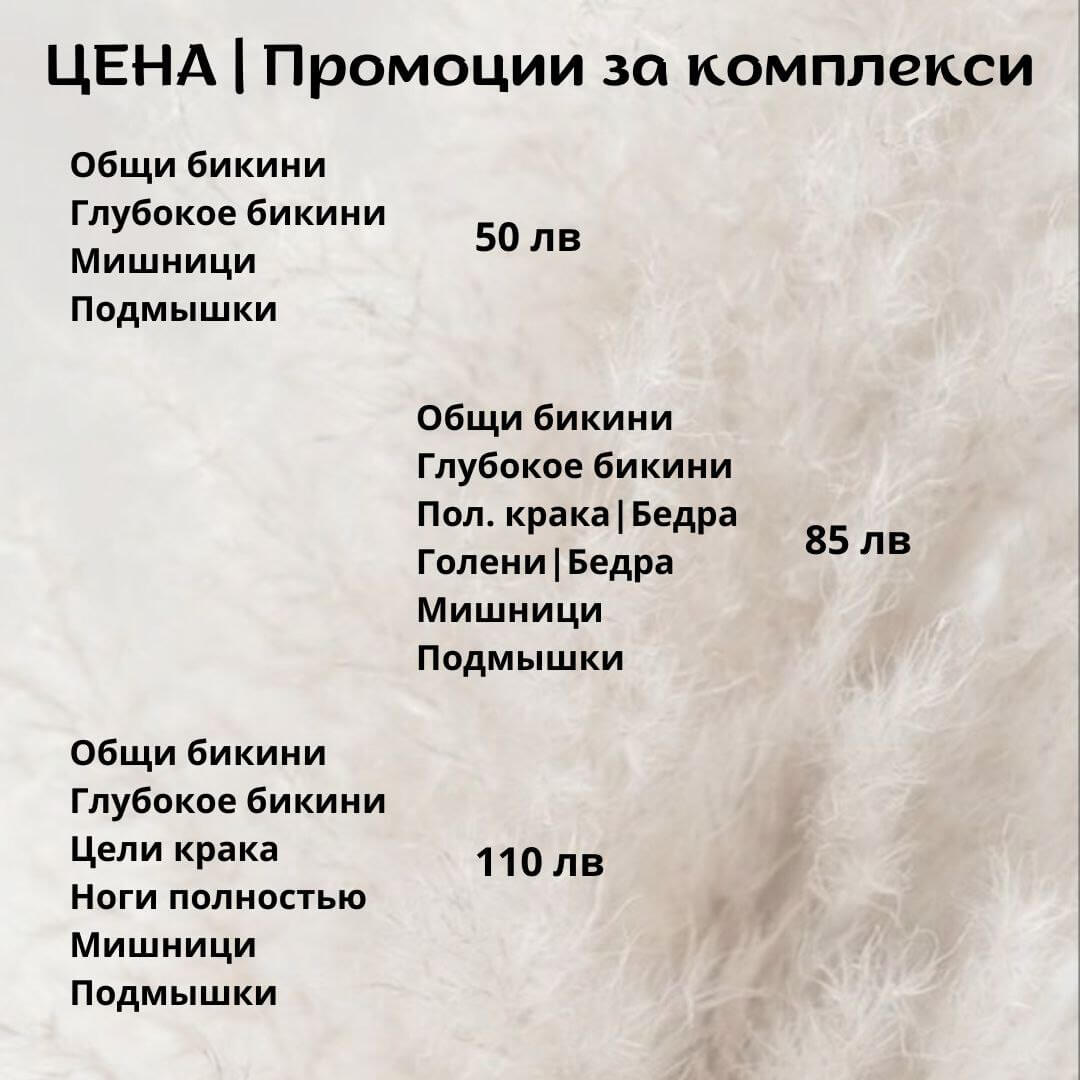 ЦЕНА | Промоции за комплекси
Общи бикини
Глубокое бикини
Мишници
Подмышки
50 лв
Общи бикини
Глубокое бикини
Пол. крака|Бедра
Голени|Бедра
Мишници
Подмышки
85 лв
Общи бикини
Глубокое бикини
Цели крака
Ноги полностью
Мишници
Подмышки
110 лв